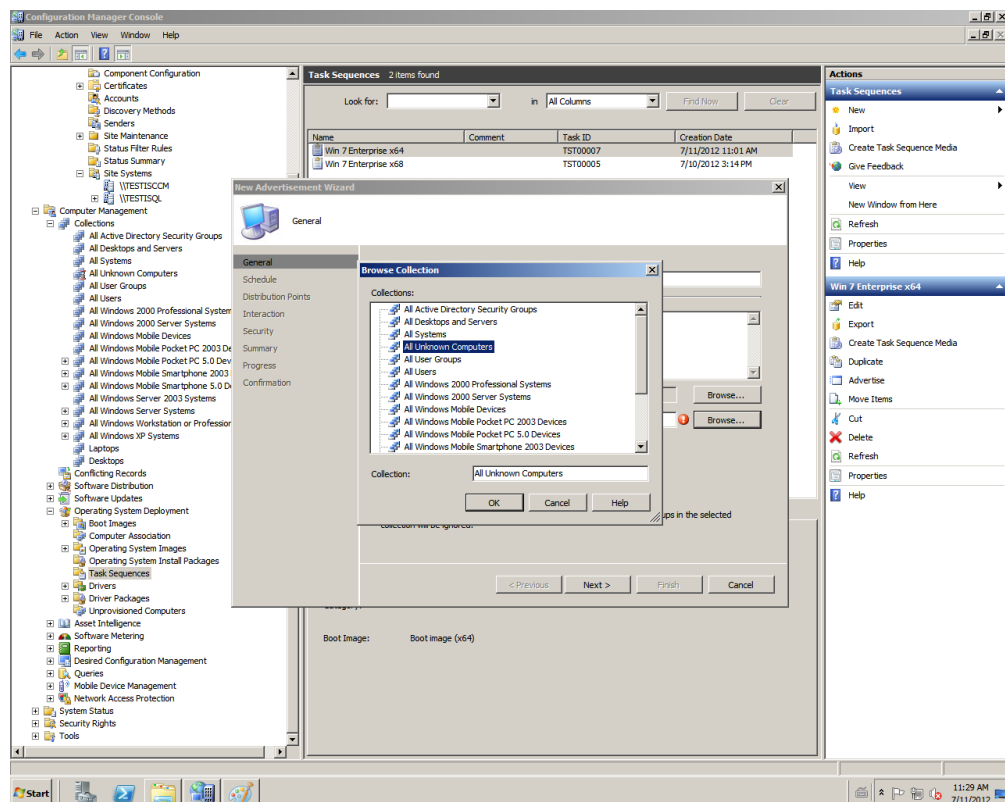 Configuration Manager Console
File Action View Window Help
Component Configuration
Certificates
Accounts
Discovery Methods
Senders
Site Maintenance
Status Filter Rules
Status Summary
Site Systems
\\TESTISCCM
\\TESTISQL
Computer Management
Collections
All Active Directory Security Groups
All Desktops and Servers
All Systems
All Unknown Computers
All User Groups
All Users
All Windows 2000 Professional System
All Windows 2000 Server Systems
All Windows Mobile Devices
All Windows Mobile Pocket PC 2003 De
All Windows Mobile Pocket PC 5.0 Dev
All Windows Mobile Smartphone 2003
All Windows Mobile Smartphone 5.0 D
All Windows Server 2003 Systems
All Windows Server Systems
All Windows Workstation or Profession
All Windows XP Systems
Laptops
Desktops
Conflicting Records
Software Distribution
Software Updates
Operating System Deployment
Boot Images
Computer Association
Operating System Images
Operating System Install Packages
Task Sequences
Drivers
Driver Packages
Unprovisioned Computers
Asset Intelligence
Software Metering
Reporting
Desired Configuration Management
Queries
Mobile Device Management
Network Access Protection
System Status
Security Rights
Tools
Task Sequences 2 items found
Look for: in All Columns Find Now Clear
Name Comment Task ID Creation Date
Win 7 Enterprise x64 TST00007 7/11/2012 11:01 AM
Win 7 Enterprise x68 TST00005 7/10/2012 3:14 PM
New Advertisement Wizard
General
General
Schedule
Distribution Points
Interaction
Security
Summary
Progress
Confirmation
Browse...
Browse...
ups in the selected
collection will be ignored.
< Previous Next > Finish Cancel
Browse Collection
Collections:
All Active Directory Security Groups
All Desktops and Servers
All Systems
All Unknown Computers
All User Groups
All Users
All Windows 2000 Professional Systems
All Windows 2000 Server Systems
All Windows Mobile Devices
All Windows Mobile Pocket PC 2003 Devices
All Windows Mobile Pocket PC 5.0 Devices
All Windows Mobile Smartphone 2003 Devices
Collection: All Unknown Computers
OK Cancel Help
Boot Image: Boot image (x64)
Actions
Task Sequences
New
Import
Create Task Sequence Media
Give Feedback
View
New Window from Here
Refresh
Properties
Help
Win 7 Enterprise x64
Edit
Export
Create Task Sequence Media
Duplicate
Advertise
Move Items
Cut
Delete
Refresh
Properties
Help
Start
11:29 AM
7/11/2012